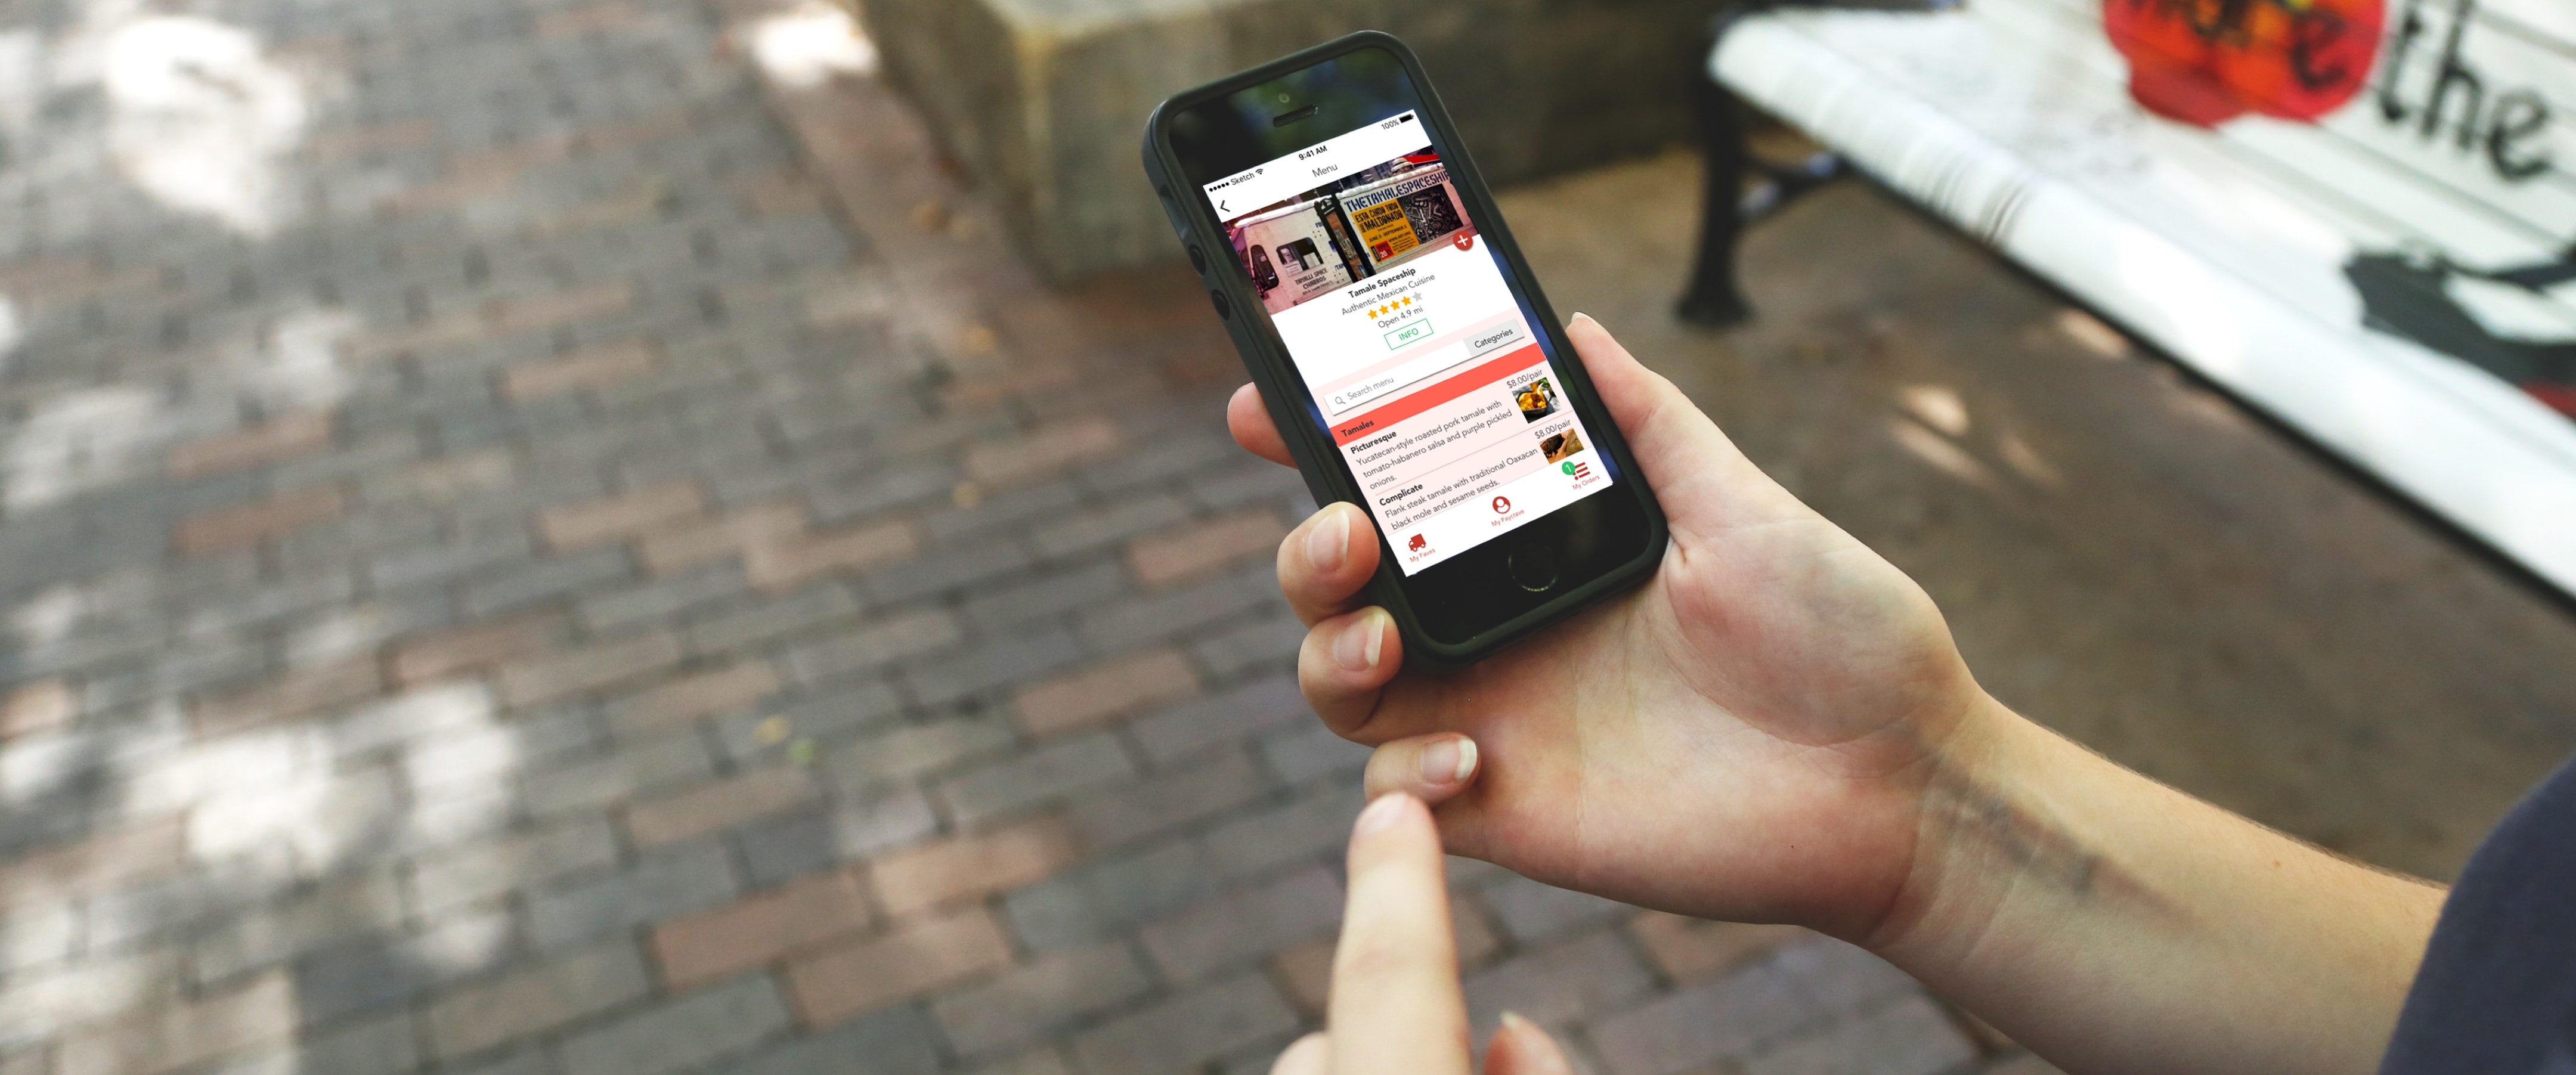 ●●●●● Sketch
9:41 AM
100%
Menu
THETAMALESPACESHIP
Tamale Spaceship
Authentic Mexican Cuisine
Open 4.9 mi
INFO
Search menu
Categories
Tamales
Picturesque
$8.00/pair
Yucatecan-style roasted pork tamale with
tomato-habanero salsa and purple pickled
onions.
Complicate
$8.00/pair
Flank steak tamale with traditional Oaxacan
black mole and sesame seeds.
My Faves
My Paycrave
1
My Orders
the